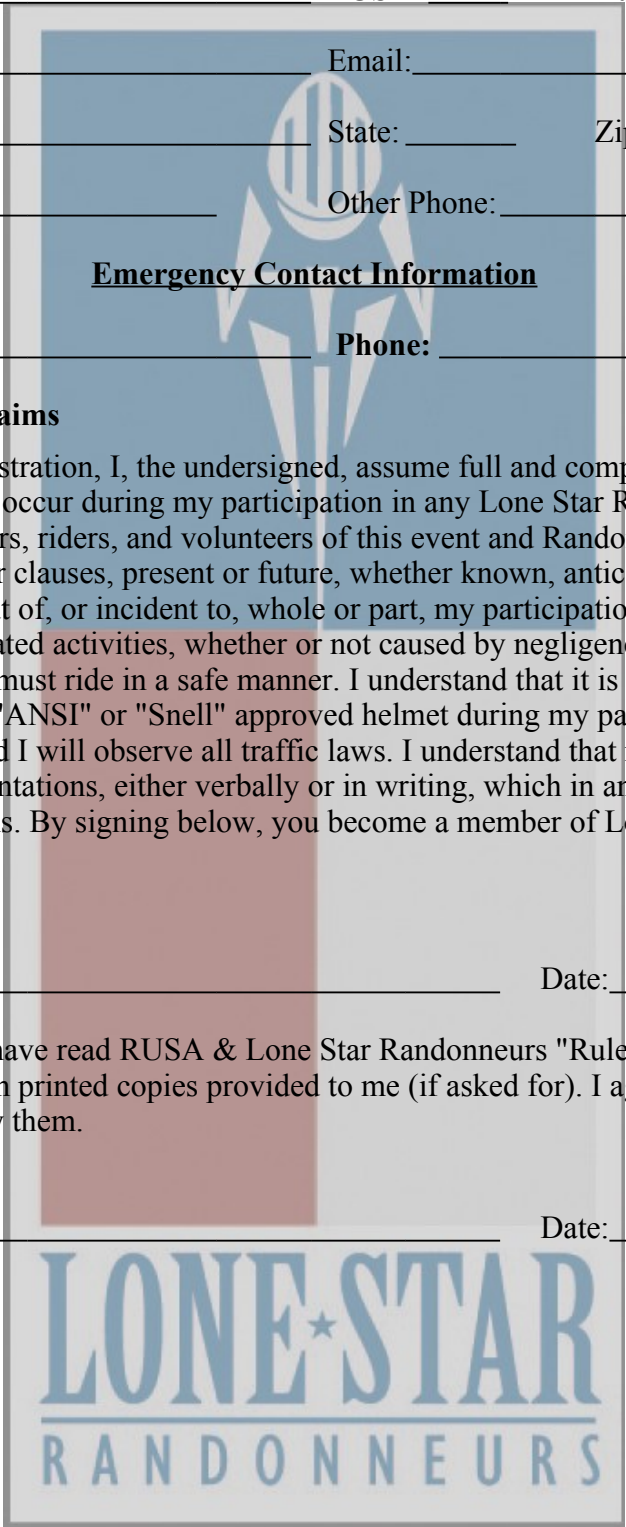 Email:
State: Zip
Other Phone:
Emergency Contact Information
Phone:
aims
stration, I, the undersigned, assume full and comp
occur during my participation in any Lone Star R
rs, riders, and volunteers of this event and Rando
r clauses, present or future, whether known, antic
t of, or incident to, whole or part, my participatio
ated activities, whether or not caused by negligenc
must ride in a safe manner. I understand that it is
"ANSI" or "Snell" approved helmet during my pa
d I will observe all traffic laws. I understand that
ntations, either verbally or in writing, which in an
s. By signing below, you become a member of Lo
Date:
have read RUSA & Lone Star Randonneurs "Rule
n printed copies provided to me (if asked for). I ag
y them.
Date:
LONE★STAR
RANDONNEURS